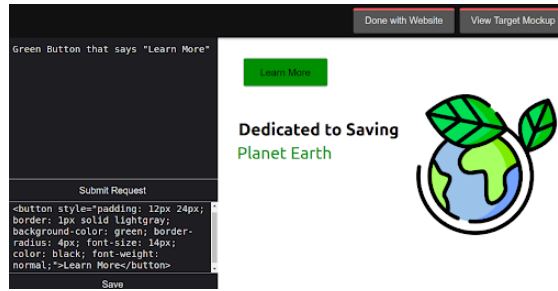 Done with Website
View Target Mockup
Green Button that says "Learn More"
Submit Request
<button style="padding: 12px 24px;
border: 1px solid lightgray;
background-color: green; border-
radius: 4px; font-size: 14px;
color: black; font-weight:
normal;">Learn More</button>
Save
Learn More
Dedicated to Saving
Planet Earth